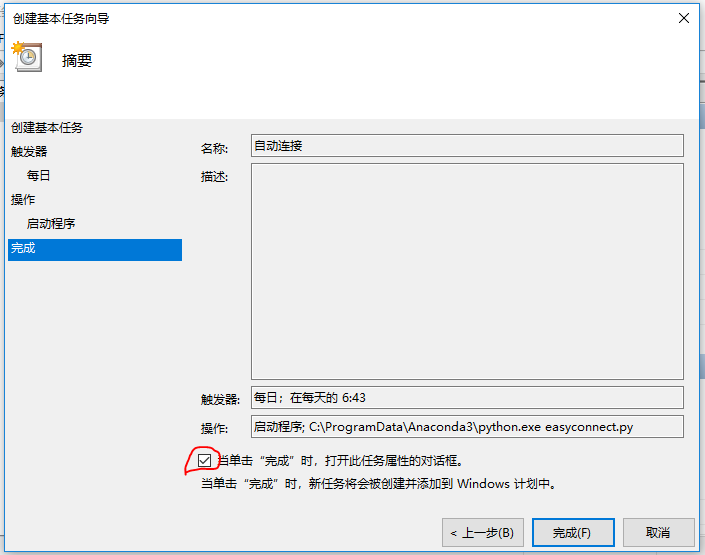 创建基本任务向导
摘要
创建基本任务
触发器
每日
操作
启动程序
完成
名称:
自动连接
描述:
触发器:
每日；在每天的 6:43
操作:
启动程序; C:\ProgramData\Anaconda3\python.exe easyconnect.py
当单击“完成”时，打开此任务属性的对话框。
当单击“完成”时，新任务将会被创建并添加到 Windows 计划中。
< 上一步(B)
完成(F)
取消